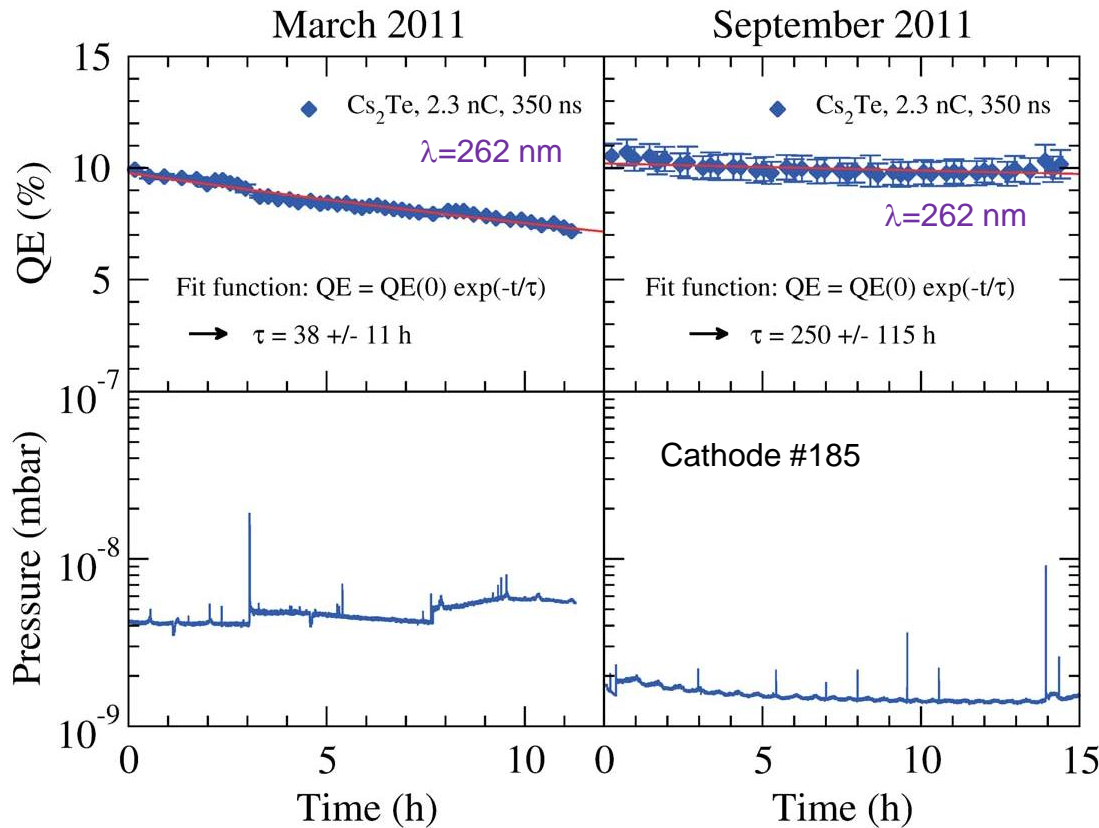 March 2011
September 2011
15
10
5
QE (%)
Cs₂Te, 2.3 nC, 350 ns
λ=262 nm
Fit function: QE = QE(0) exp(-t/τ)
τ = 38 +/- 11 h
Cs₂Te, 2.3 nC, 350 ns
λ=262 nm
Fit function: QE = QE(0) exp(-t/τ)
τ = 250 +/- 115 h
10⁻⁷
10⁻⁸
10⁻⁹
Pressure (mbar)
Cathode #185
0 5 10 0 5 10 15
Time (h)
Time (h)